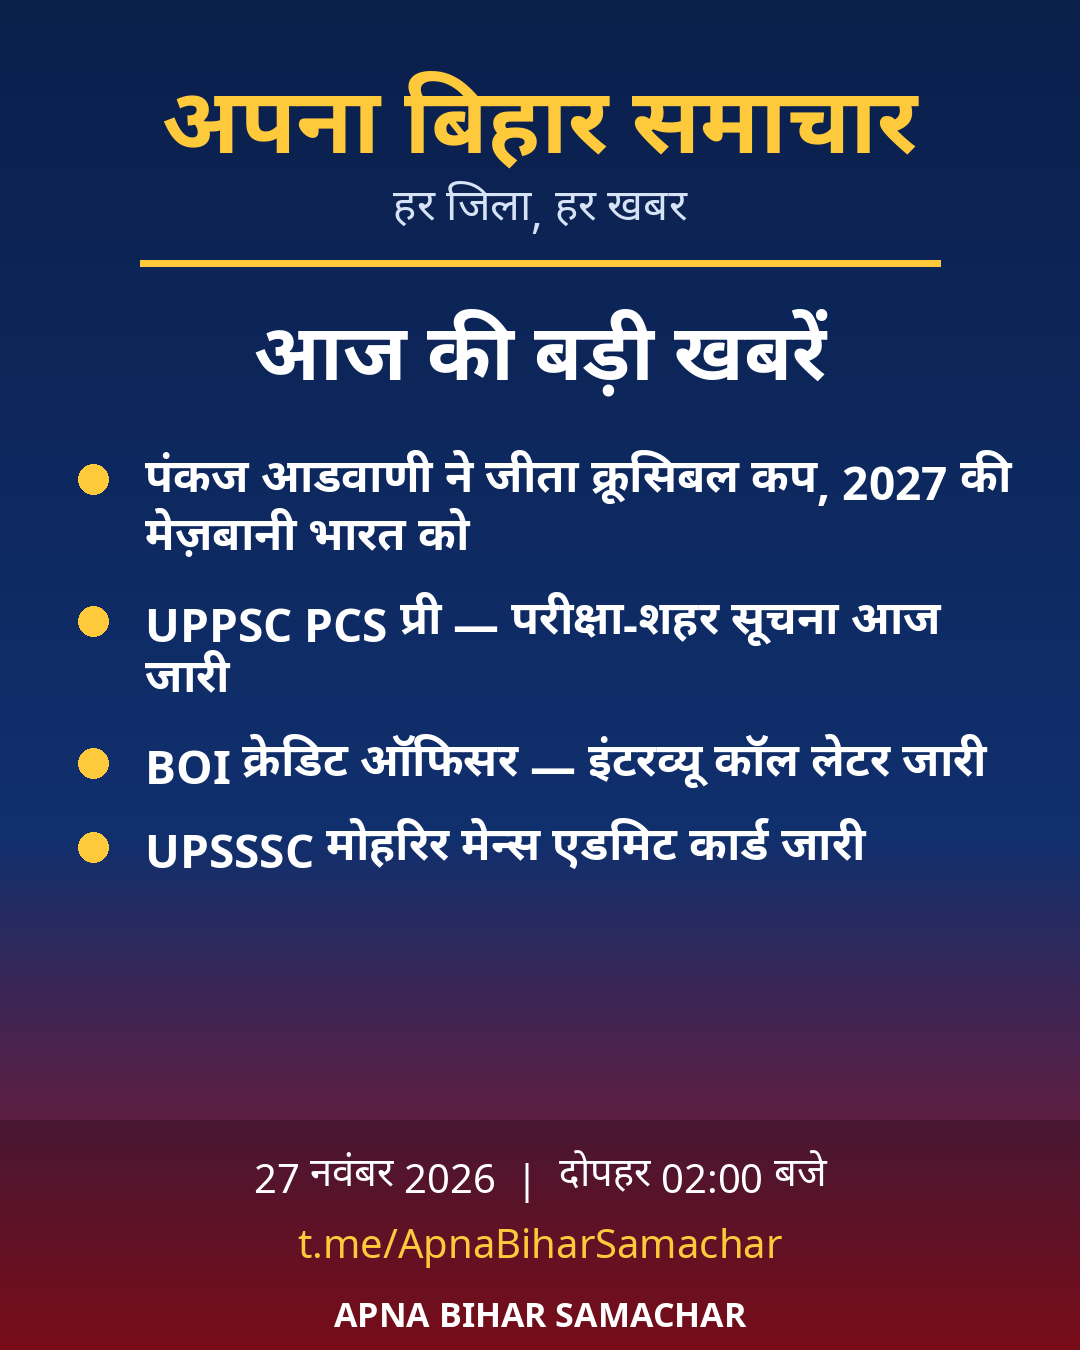 अपना बिहार समाचार
हर जिला, हर खबर
आज की बड़ी खबरें
पंकज आडवाणी ने जीता क्रूसिबल कप, 2027 की
मेज़बानी भारत को
UPPSC PCS प्री — परीक्षा-शहर सूचना आज
जारी
BOI क्रेडिट ऑफिसर — इंटरव्यू कॉल लेटर जारी
UPSSSC मोहरिर मेन्स एडमिट कार्ड जारी
27 नवंबर 2026 | दोपहर 02:00 बजे
t.me/ApnaBiharSamachar
APNA BIHAR SAMACHAR